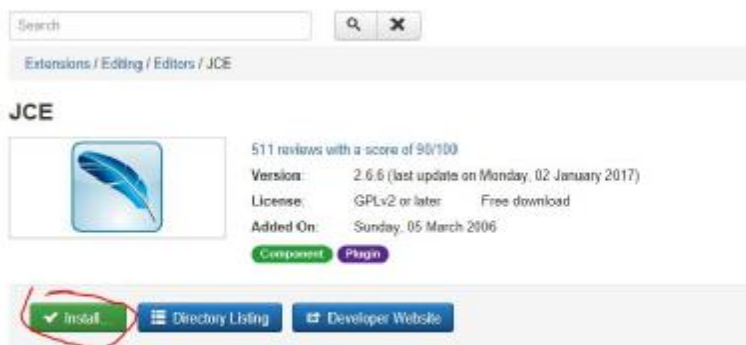 Search
Extensions / Editing / Editors / JCE
JCE
511 reviews with a score of 90/100
Version: 2.6.6 (last update on Monday, 02 January 2017)
License: GPLv2 or later Free download
Added On: Sunday, 05 March 2006
Component Plugin
Install... Directory Listing Developer Website